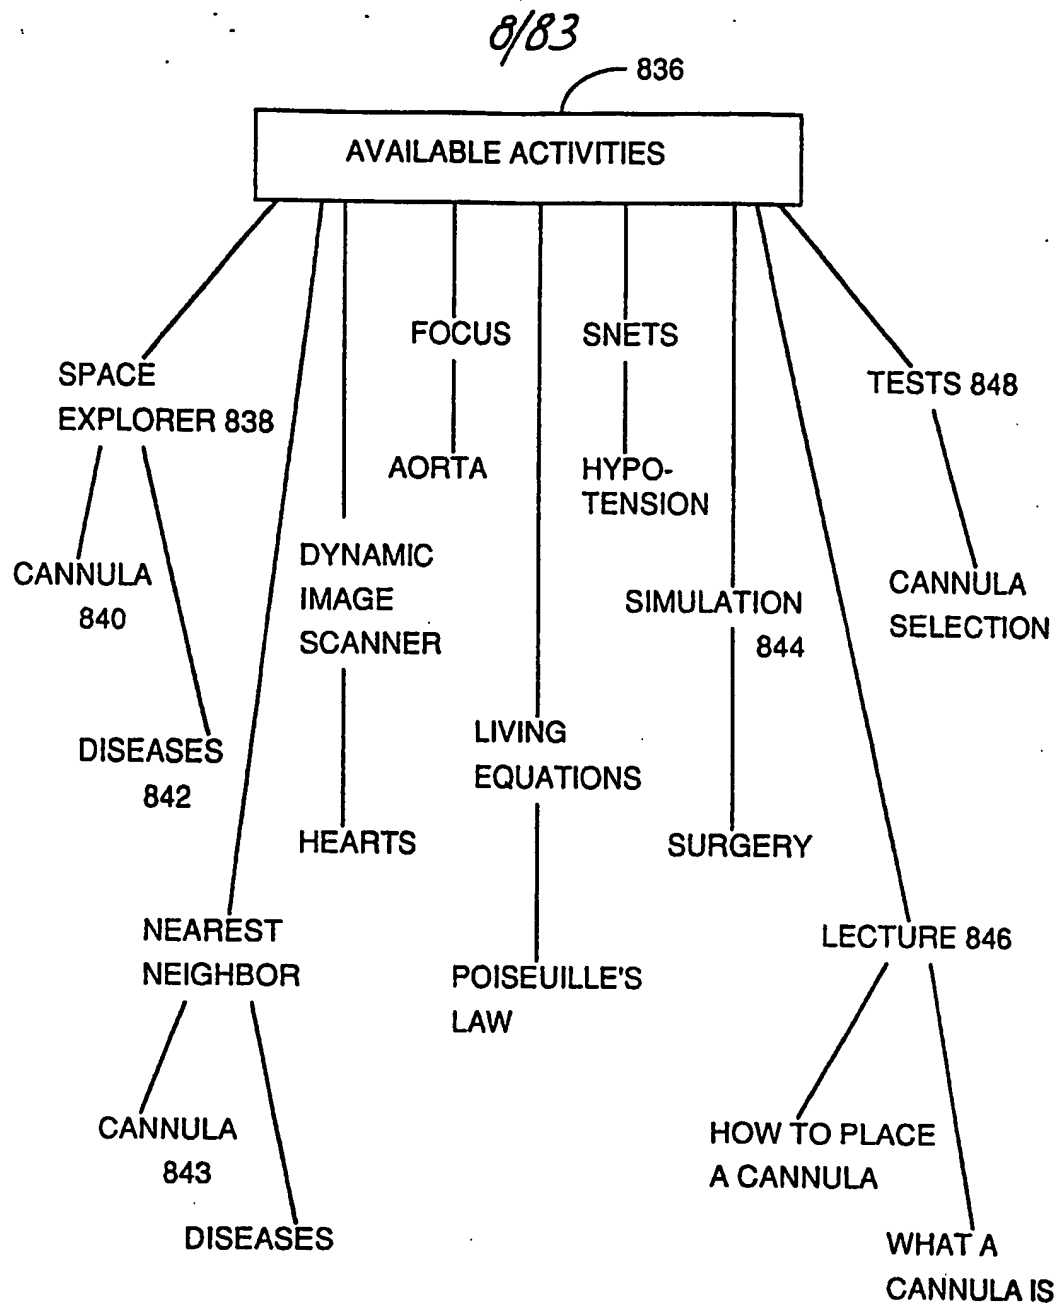 8/83
836
AVAILABLE ACTIVITIES
FOCUS
SNETS
SPACE
EXPLORER 838
TESTS 848
AORTA
HYPO-
TENSION
DYNAMIC
IMAGE
SCANNER
CANNULA
840
SIMULATION
844
CANNULA
SELECTION
DISEASES
842
LIVING
EQUATIONS
HEARTS
SURGERY
NEAREST
NEIGHBOR
LECTURE 846
POISEUILLE'S
LAW
CANNULA
843
HOW TO PLACE
A CANNULA
DISEASES
WHAT A
CANNULA IS